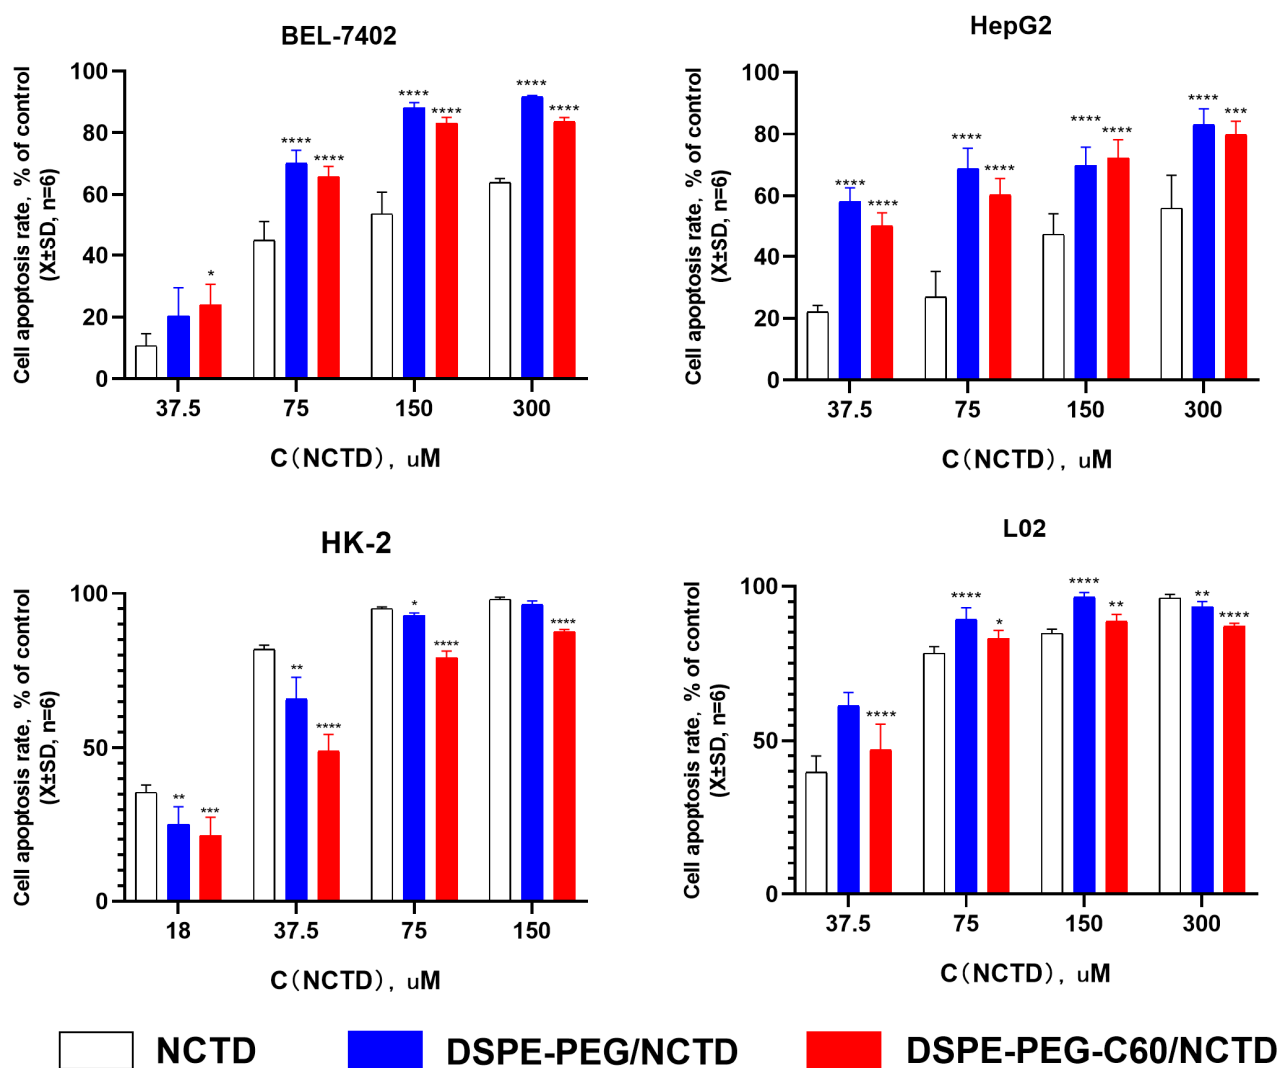 BEL-7402
Cell apoptosis rate, % of control
(X±SD, n=6)
100
80
60
40
20
0
**** **** **** **** **** **** *
37.5 75 150 300
C(NCTD), uM
HepG2
Cell apoptosis rate, % of control
(X±SD, n=6)
100
80
60
40
20
0
**** **** **** **** **** **** **** ***
37.5 75 150 300
C(NCTD), uM
HK-2
Cell apoptosis rate, % of control
(X±SD, n=6)
100
50
0
** *** ** **** * **** ****
18 37.5 75 150
C(NCTD), uM
L02
Cell apoptosis rate, % of control
(X±SD, n=6)
100
50
0
**** **** * **** ** ** ****
37.5 75 150 300
C(NCTD), uM
NCTD DSPE-PEG/NCTD DSPE-PEG-C60/NCTD